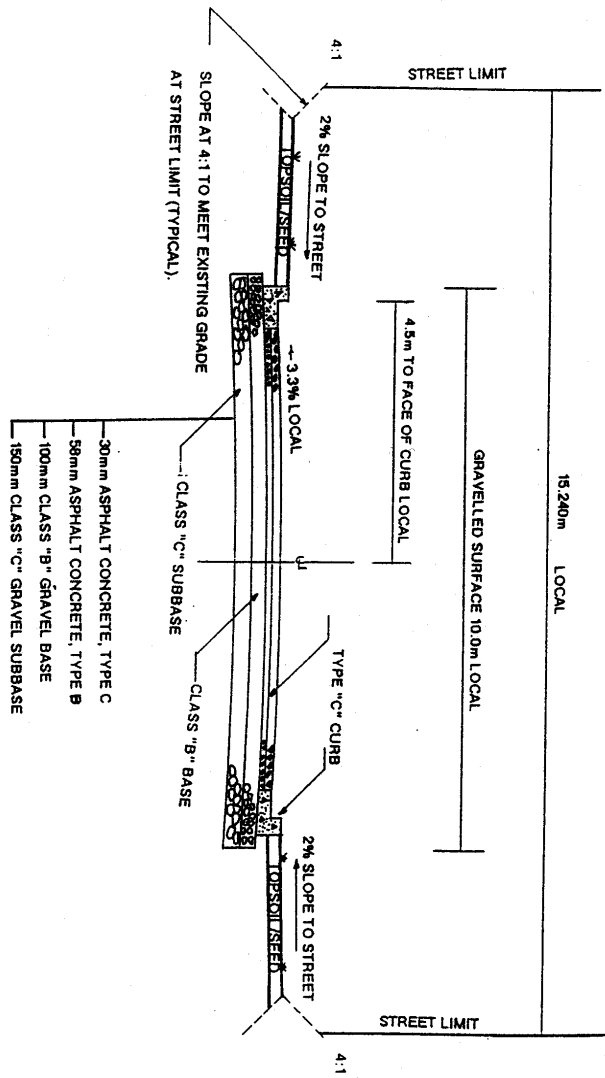 15.240m
LOCAL
STREET LIMIT
STREET LIMIT
GRAVELLED SURFACE 10.0m LOCAL
4.5m TO FACE OF CURB LOCAL
4:1
4:1
2% SLOPE TO STREET
2% SLOPE TO STREET
TOPSOIL/SEED
TOPSOIL/SEED
3.3% LOCAL
TYPE "C" CURB
SLOPE AT 4:1 TO MEET EXISTING GRADE
AT STREET LIMIT (TYPICAL).
CLASS "C" SUBBASE
CLASS "B" BASE
30mm ASPHALT CONCRETE, TYPE C
58mm ASPHALT CONCRETE, TYPE B
100mm CLASS "B" GRAVEL BASE
150mm CLASS "C" GRAVEL SUBBASE